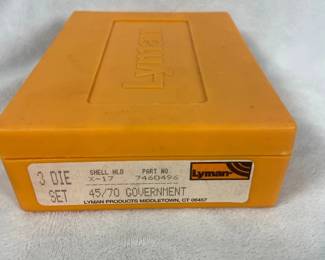 Lyman
3 DIE
SET
SHELL HLD PART NO
X-17 7460496
45/70 GOVERNMENT
LYMAN PRODUCTS MIDDLETOWN, CT 06457
Lyman